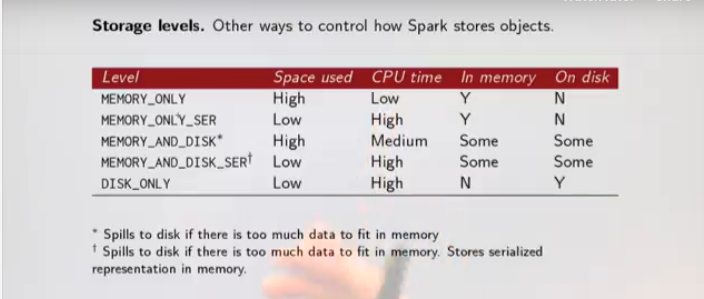 Storage levels. Other ways to control how Spark stores objects.
Level Space used CPU time In memory On disk
MEMORY_ONLY High Low Y N
MEMORY_ONLY_SER Low High Y N
MEMORY_AND_DISK* High Medium Some Some
MEMORY_AND_DISK_SER† Low High Some Some
DISK_ONLY Low High N Y
* Spills to disk if there is too much data to fit in memory
† Spills to disk if there is too much data to fit in memory. Stores serialized
representation in memory.